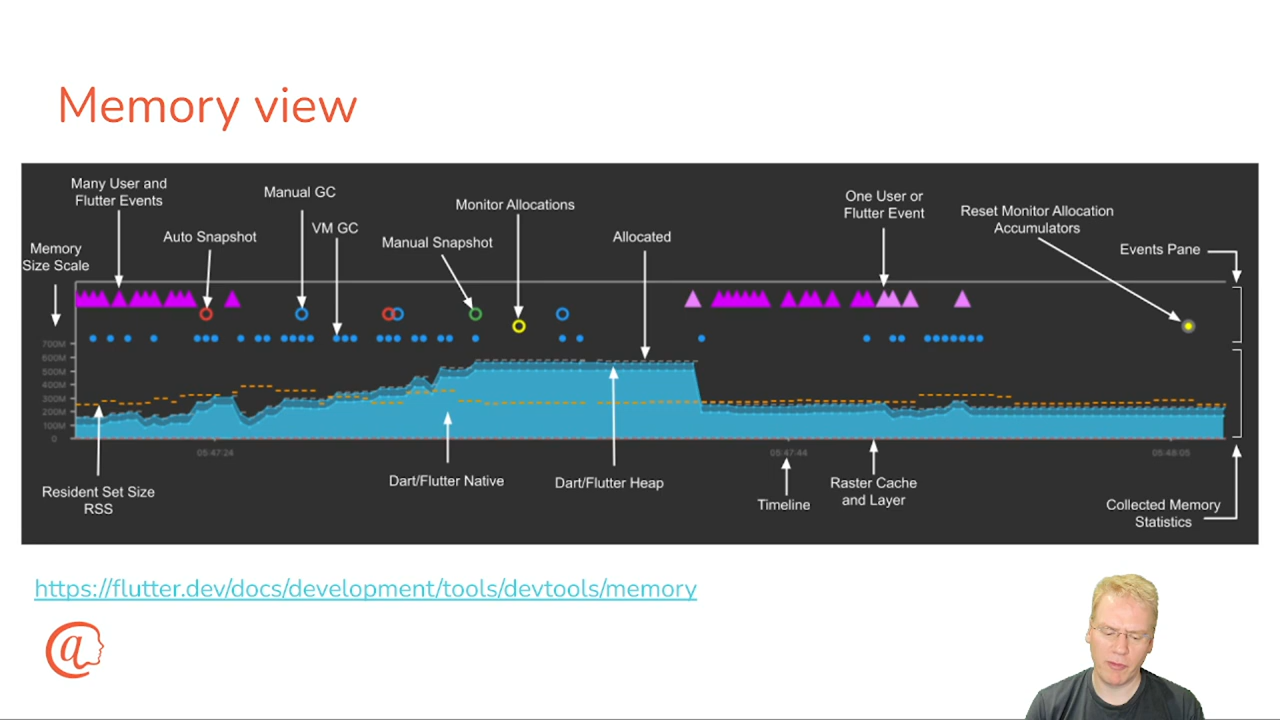 Memory view
Many User and
Flutter Events
Manual GC
Monitor Allocations
One User or
Flutter Event
Reset Monitor Allocation
Accumulators
Auto Snapshot
VM GC
Manual Snapshot
Allocated
Events Pane
Memory
Size Scale
700M
600M
500M
400M
300M
200M
100M
0
05:47:24
05:47:44
05:48:05
Resident Set Size
RSS
Dart/Flutter Native
Dart/Flutter Heap
Timeline
Raster Cache
and Layer
Collected Memory
Statistics
https://flutter.dev/docs/development/tools/devtools/memory
@